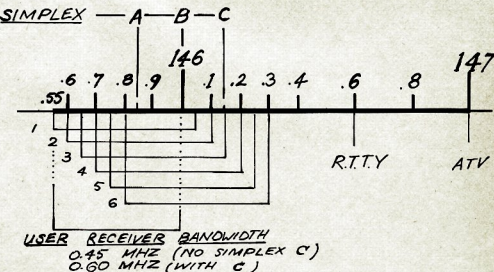 SIMPLEX — A — B — C
146 147
.55 .6 .7 .8 .9 .1 .2 .3 .4 .6 .8
1
2
3
4
5
6
R.T.T.Y ATV
USER RECEIVER BANDWIDTH
0.45 MHZ (NO SIMPLEX C)
0.60 MHZ (WITH C)